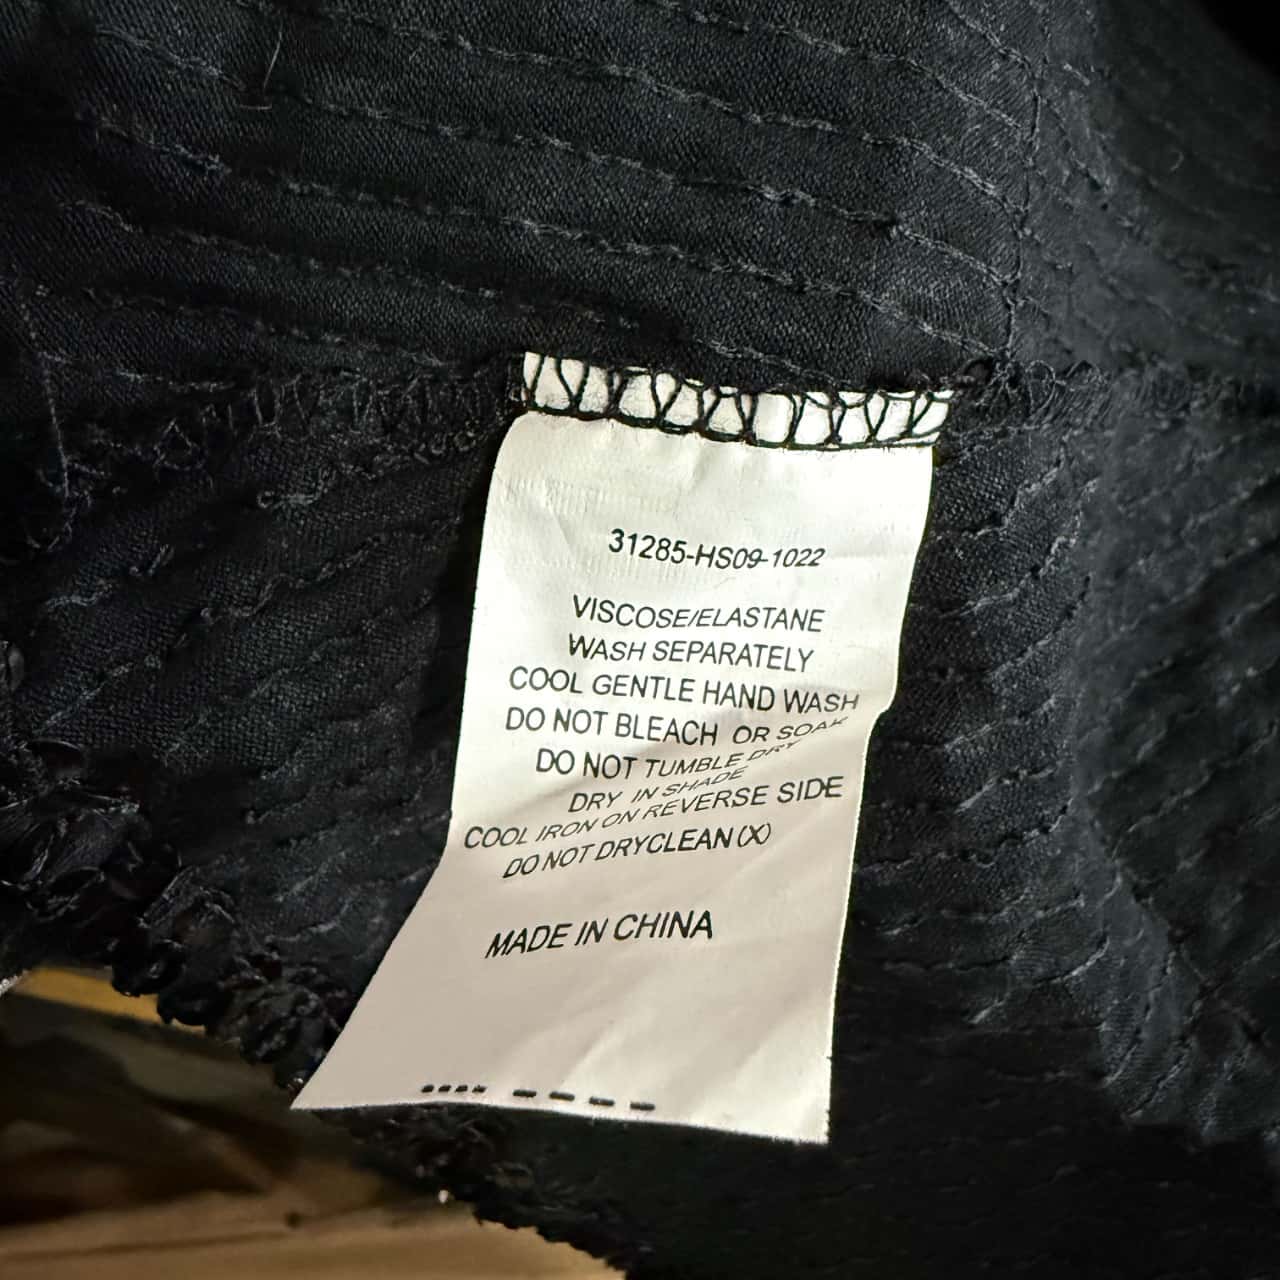 31285-HS09-1022
VISCOSE/ELASTANE
WASH SEPARATELY
COOL GENTLE HAND WASH
DO NOT BLEACH OR SOAK
DO NOT TUMBLE DRY
DRY IN SHADE
COOL IRON ON REVERSE SIDE
DO NOT DRYCLEAN (X)
MADE IN CHINA